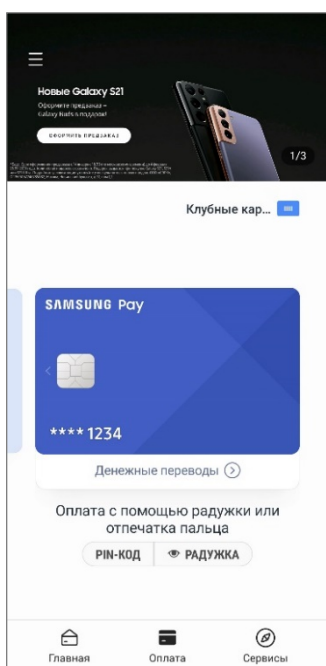 Новые Galaxy S21
Оформите предзаказ –
Galaxy Buds в подарок!
ОФОРМИТЬ ПРЕДЗАКАЗ
1/3
Клубные кар...
SAMSUNG Pay
**** 1234
Денежные переводы
Оплата с помощью радужки или
отпечатка пальца
PIN-КОД РАДУЖКА
Главная Оплата Сервисы